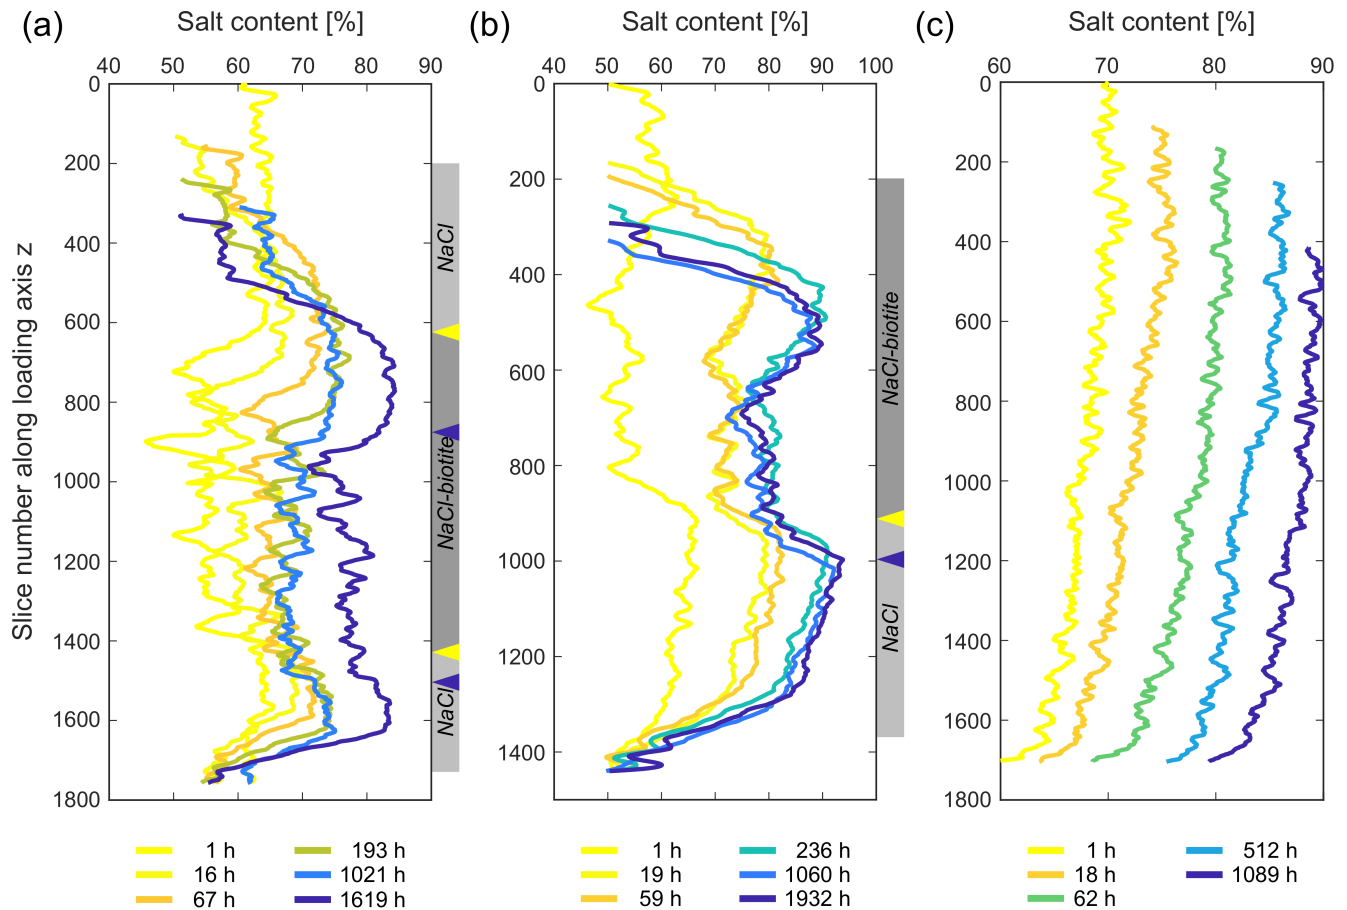 (a) Salt content [%]
40 50 60 70 80 90
0
200
400
600
800
1000
1200
1400
1600
1800
Slice number along loading axis z
NaCl
NaCl-biotite
NaCl
1 h
16 h
67 h
193 h
1021 h
1619 h
(b) Salt content [%]
40 50 60 70 80 90 100
0
200
400
600
800
1000
1200
1400
NaCl-biotite
NaCl
1 h
19 h
59 h
236 h
1060 h
1932 h
(c) Salt content [%]
60 70 80 90
0
200
400
600
800
1000
1200
1400
1600
1800
1 h
18 h
62 h
512 h
1089 h